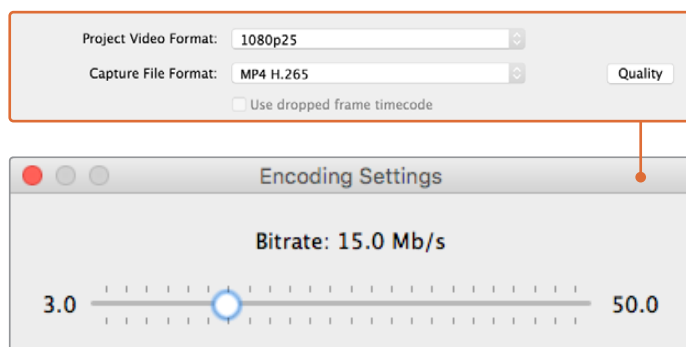 Project Video Format: 1080p25
Capture File Format: MP4 H.265 Quality
Use dropped frame timecode
Encoding Settings
Bitrate: 15.0 Mb/s
3.0 50.0